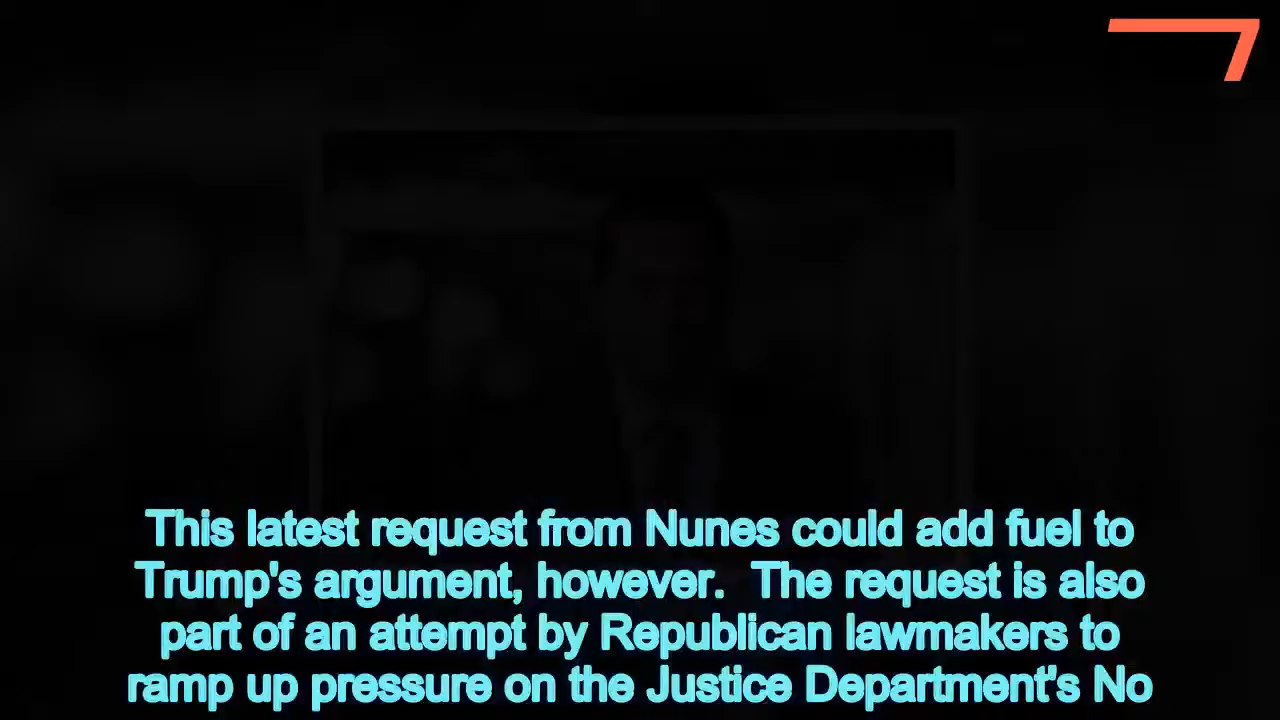 This latest request from Nunes could add fuel to
Trump's argument, however.  The request is also
part of an attempt by Republican lawmakers to
ramp up pressure on the Justice Department's No